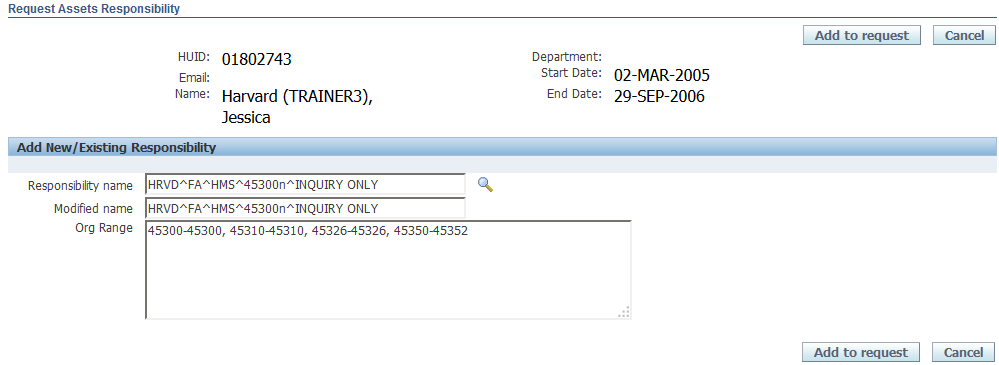 Request Assets Responsibility
Add to request Cancel
HUID: 01802743 Department:
Email: Start Date: 02-MAR-2005
Name: Harvard (TRAINER3), End Date: 29-SEP-2006
Jessica
Add New/Existing Responsibility
Responsibility name HRVD^FA^HMS^45300n^INQUIRY ONLY
Modified name HRVD^FA^HMS^45300n^INQUIRY ONLY
Org Range 45300-45300, 45310-45310, 45326-45326, 45350-45352
Add to request Cancel